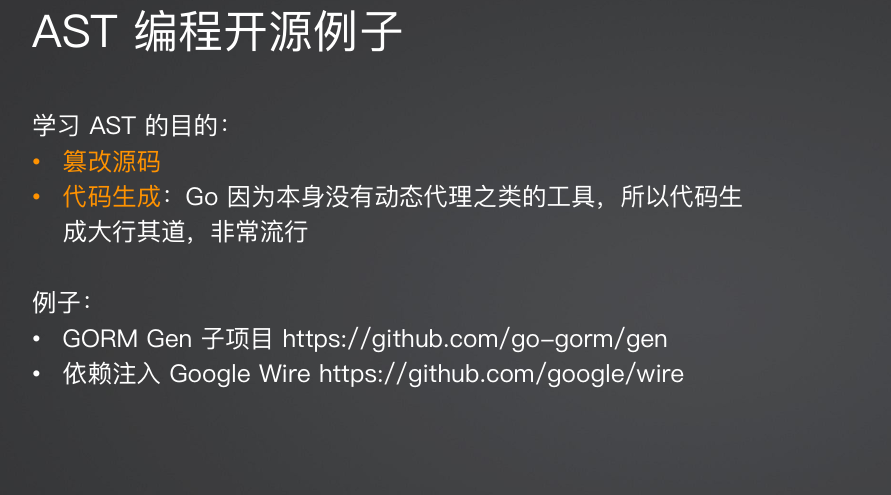 AST 编程开源例子
学习 AST 的目的：
• 篡改源码
• 代码生成：Go 因为本身没有动态代理之类的工具，所以代码生
成大行其道，非常流行
例子：
• GORM Gen 子项目 https://github.com/go-gorm/gen
• 依赖注入 Google Wire https://github.com/google/wire